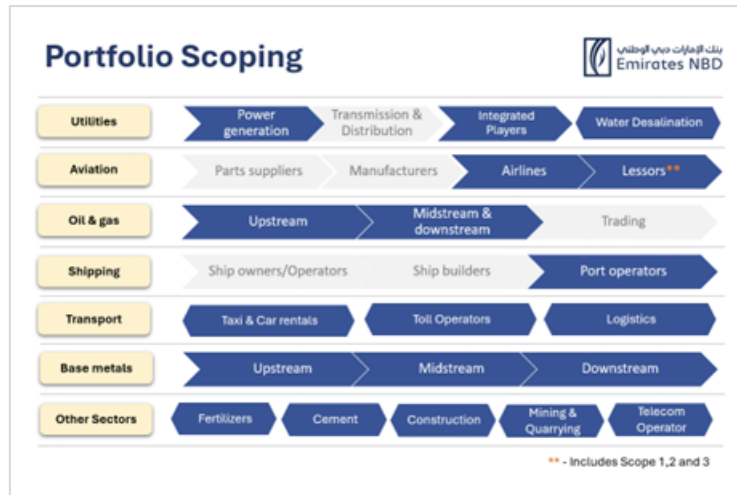 Portfolio Scoping
بنك الإمارات دبي الوطني
Emirates NBD
Utilities
Power
generation
Transmission &
Distribution
Integrated
Players
Water Desalination
Aviation
Parts suppliers
Manufacturers
Airlines
Lessors**
Oil & gas
Upstream
Midstream &
downstream
Trading
Shipping
Ship owners/Operators
Ship builders
Port operators
Transport
Taxi & Car rentals
Toll Operators
Logistics
Base metals
Upstream
Midstream
Downstream
Other Sectors
Fertilizers
Cement
Construction
Mining &
Quarrying
Telecom
Operator
** - Includes Scope 1,2 and 3